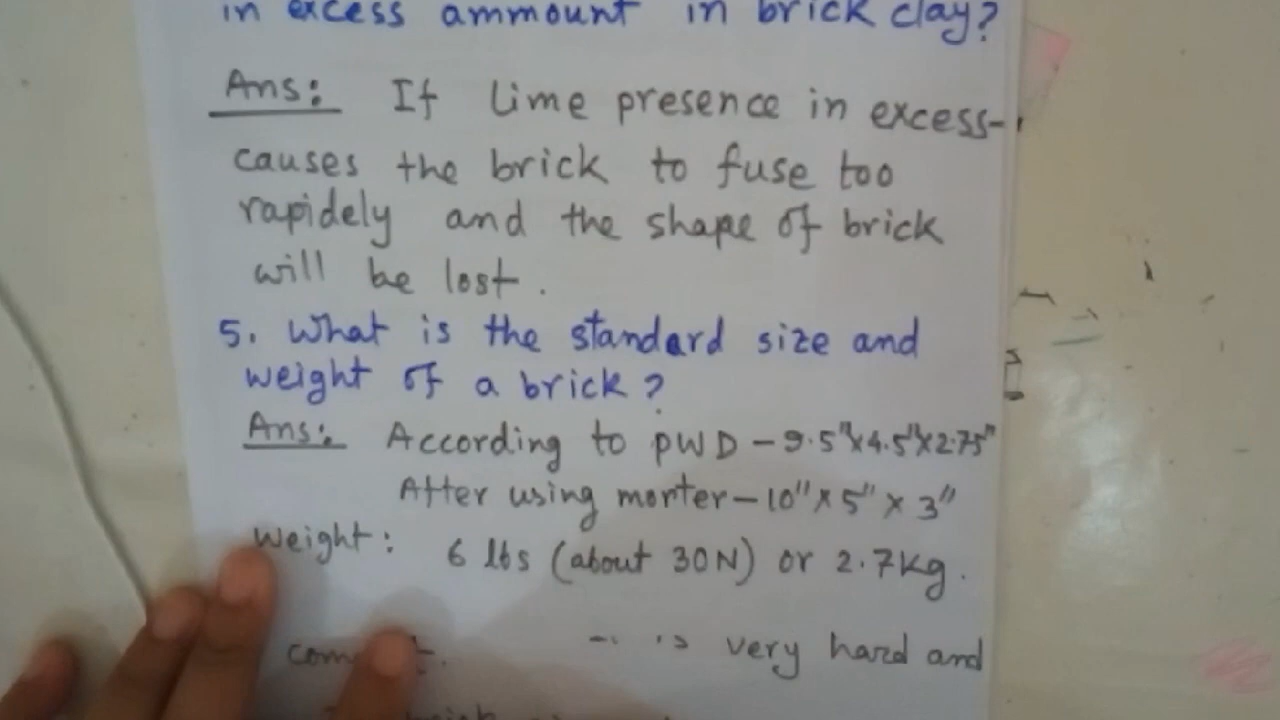 in excess ammount in brick clay?
Ans: If Lime presence in excess-
causes the brick to fuse too
rapidely and the shape of brick
will be lost.
5. What is the standard size and
weight of a brick?
Ans: According to PWD - 9.5"x4.5"x2.75"
After using morter - 10" x 5" x 3"
Weight: 6 lbs (about 30N) or 2.7kg.
very hard and